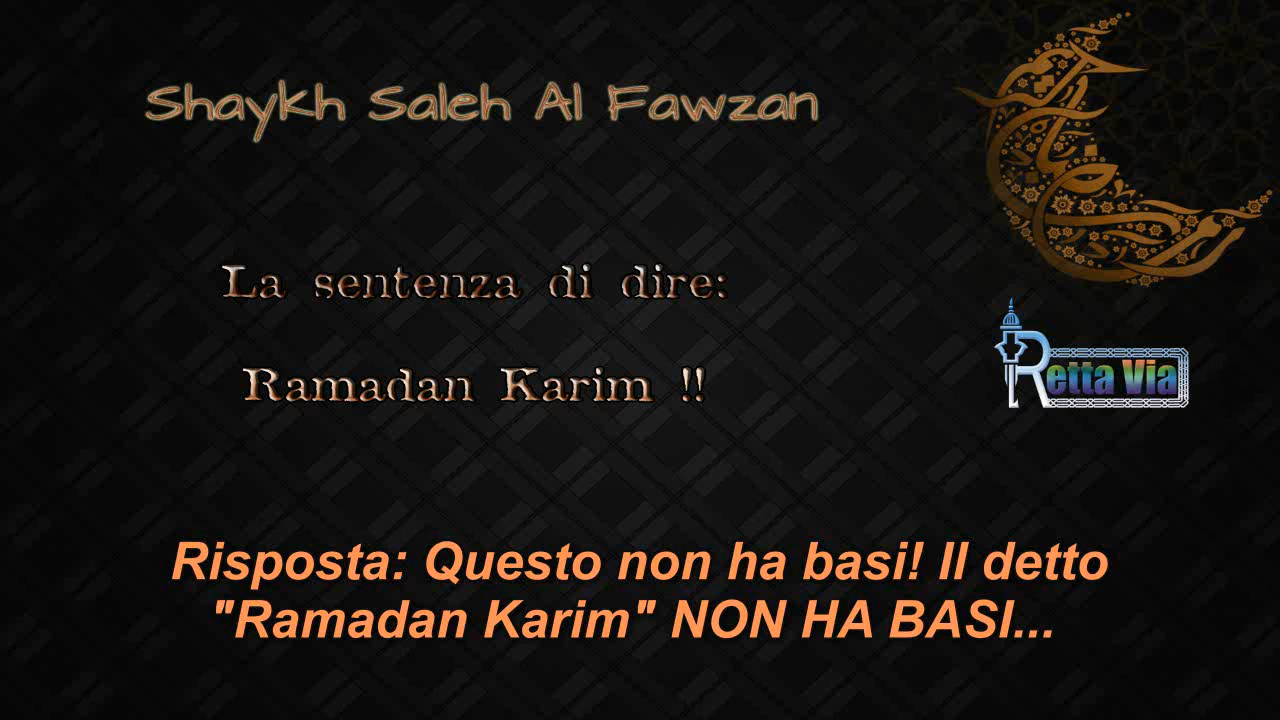 Shaykh Saleh Al Fawzan
La sentenza di dire:
Ramadan Karim !!
Retta Via
Risposta: Questo non ha basi! Il detto
"Ramadan Karim" NON HA BASI...